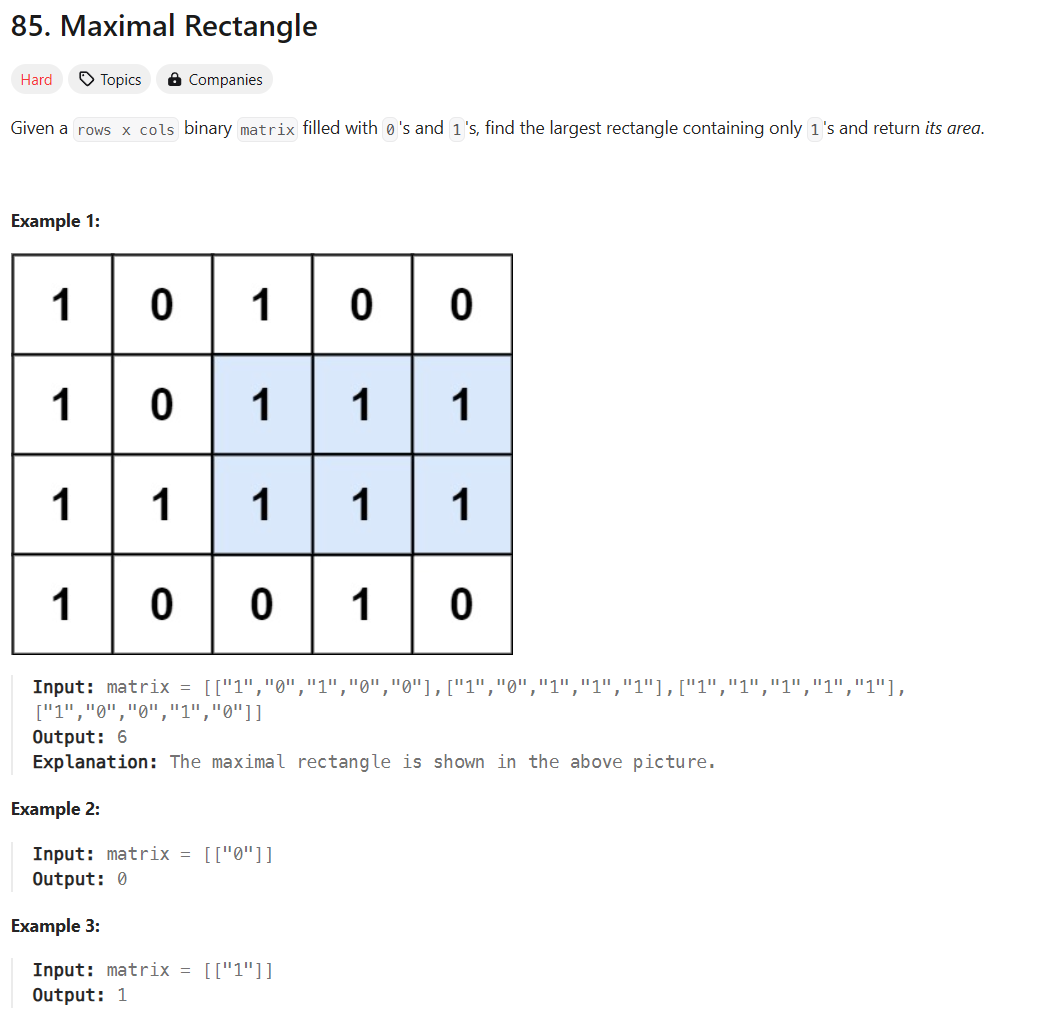 85. Maximal Rectangle
Hard Topics Companies
Given a rows x cols binary matrix filled with 0's and 1's, find the largest rectangle containing only 1's and return its area.
Example 1:
1 0 1 0 0
1 0 1 1 1
1 1 1 1 1
1 0 0 1 0
Input: matrix = [["1","0","1","0","0"],["1","0","1","1","1"],["1","1","1","1","1"],
["1","0","0","1","0"]]
Output: 6
Explanation: The maximal rectangle is shown in the above picture.
Example 2:
Input: matrix = [["0"]]
Output: 0
Example 3:
Input: matrix = [["1"]]
Output: 1